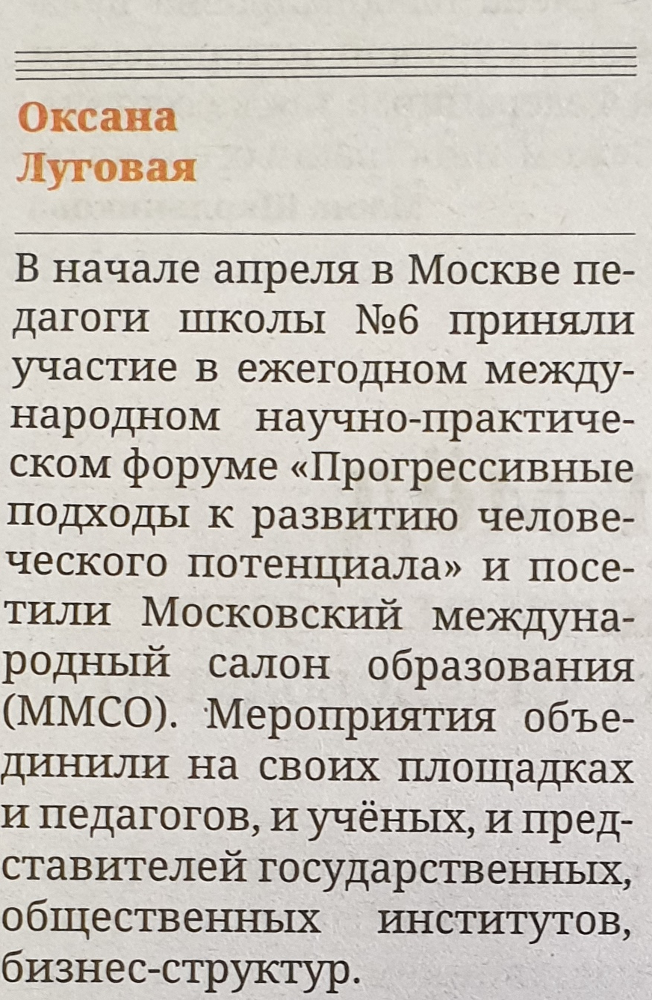 Оксана
Луговая
В начале апреля в Москве пе-
дагоги школы №6 приняли
участие в ежегодном между-
народном научно-практиче-
ском форуме «Прогрессивные
подходы к развитию челове-
ческого потенциала» и посе-
тили Московский междуна-
родный салон образования
(ММСО). Мероприятия объе-
динили на своих площадках
и педагогов, и учёных, и пред-
ставителей государственных,
общественных институтов,
бизнес-структур.